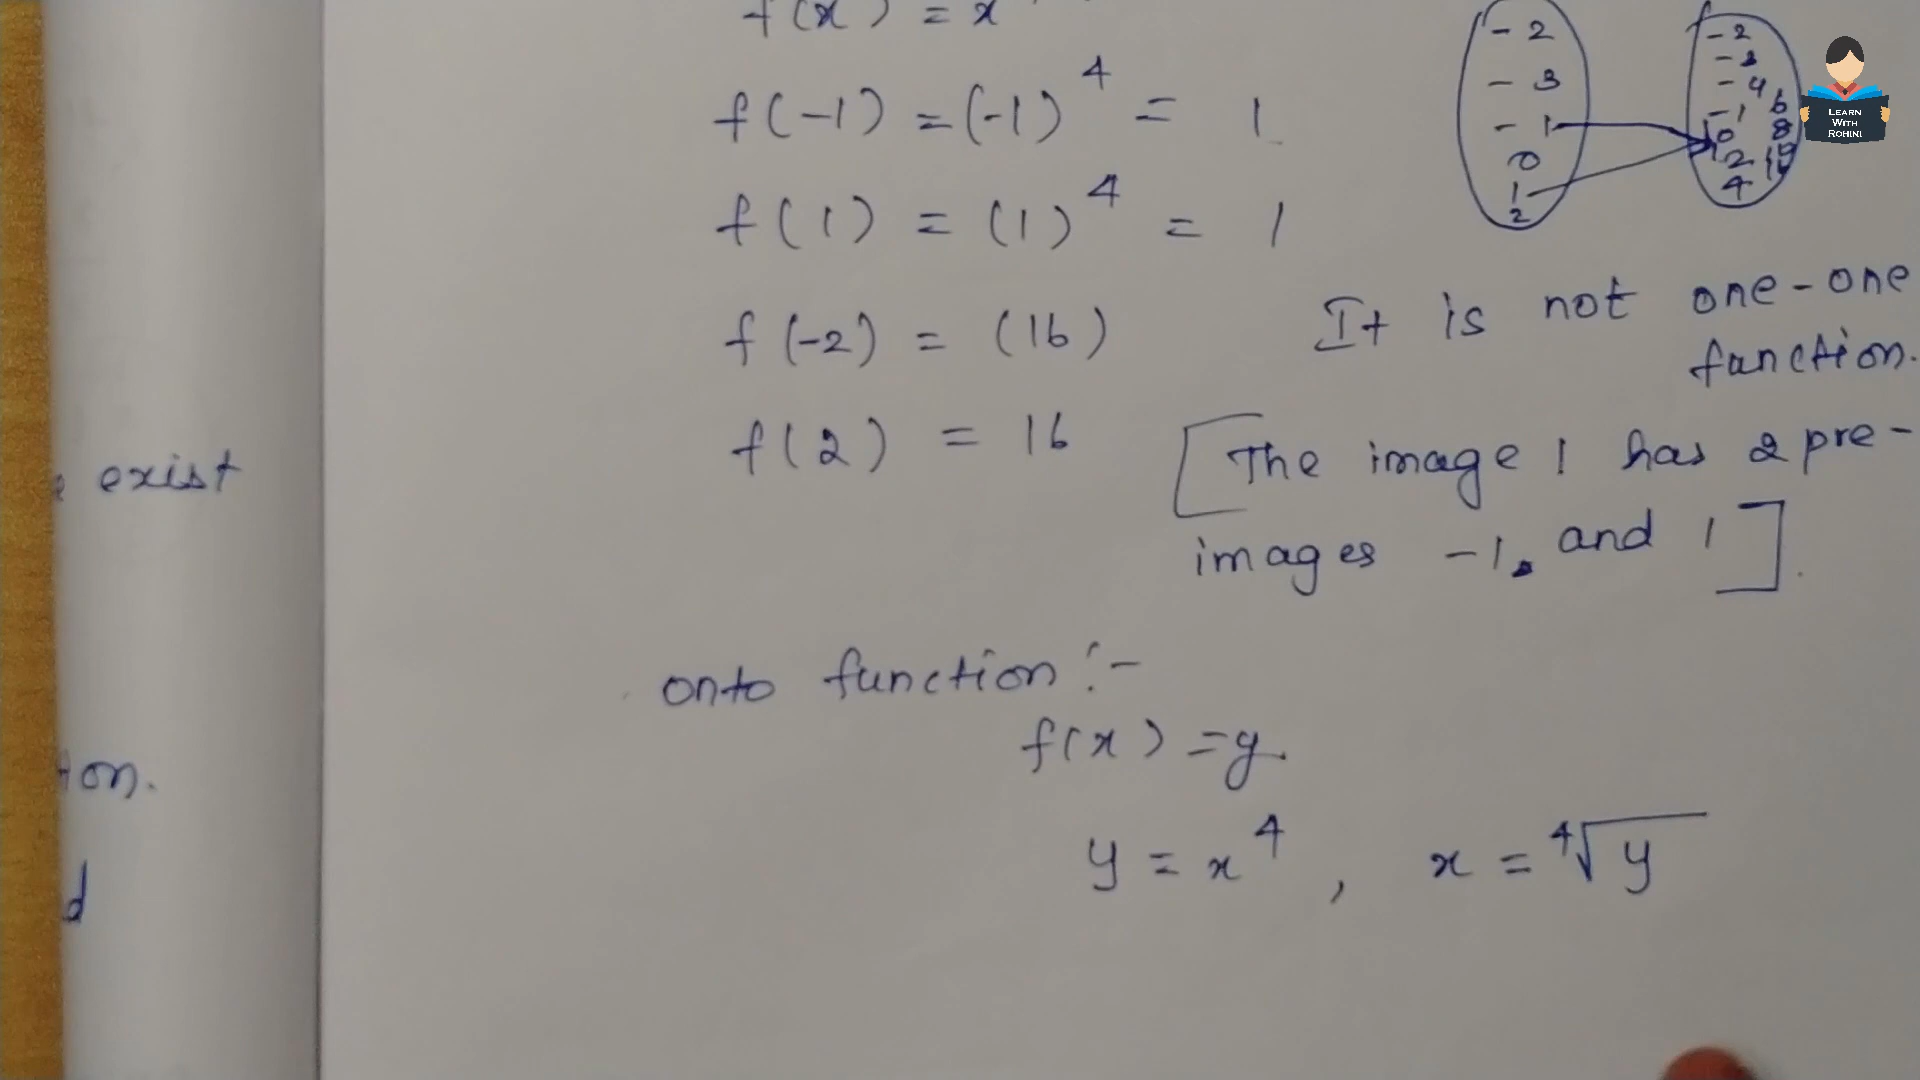 f(x) = x
f(-1) = (-1)^4 = 1
f(1) = (1)^4 = 1
f(-2) = (16)
f(2) = 16
-2
-3
-1
0
1
2
-2
-3
-4
-1 6
0 8
1 2
4
LEARN
WITH
ROHINI
It is not one-one
function.
[The image 1 has 2 pre-
images -1, and 1].
exist
on.
d
onto function :-
f(x) = y.
y = x^4 , x = ∜y